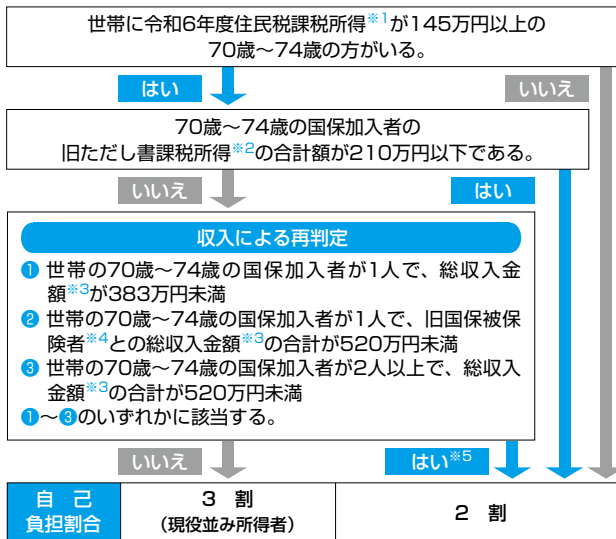 世帯に令和6年度住民税課税所得※1が145万円以上の
70歳～74歳の方がいる。
はい
いいえ
70歳～74歳の国保加入者の
旧ただし書課税所得※2の合計額が210万円以下である。
いいえ
はい
収入による再判定
❶ 世帯の70歳～74歳の国保加入者が1人で、総収入金
額※3が383万円未満
❷ 世帯の70歳～74歳の国保加入者が1人で、旧国保被保
険者※4との総収入金額※3の合計が520万円未満
❸ 世帯の70歳～74歳の国保加入者が2人以上で、総収入
金額※3の合計が520万円未満
❶～❸のいずれかに該当する。
いいえ
はい※5
自 己
負担割合
3 割
（現役並み所得者）
2 割